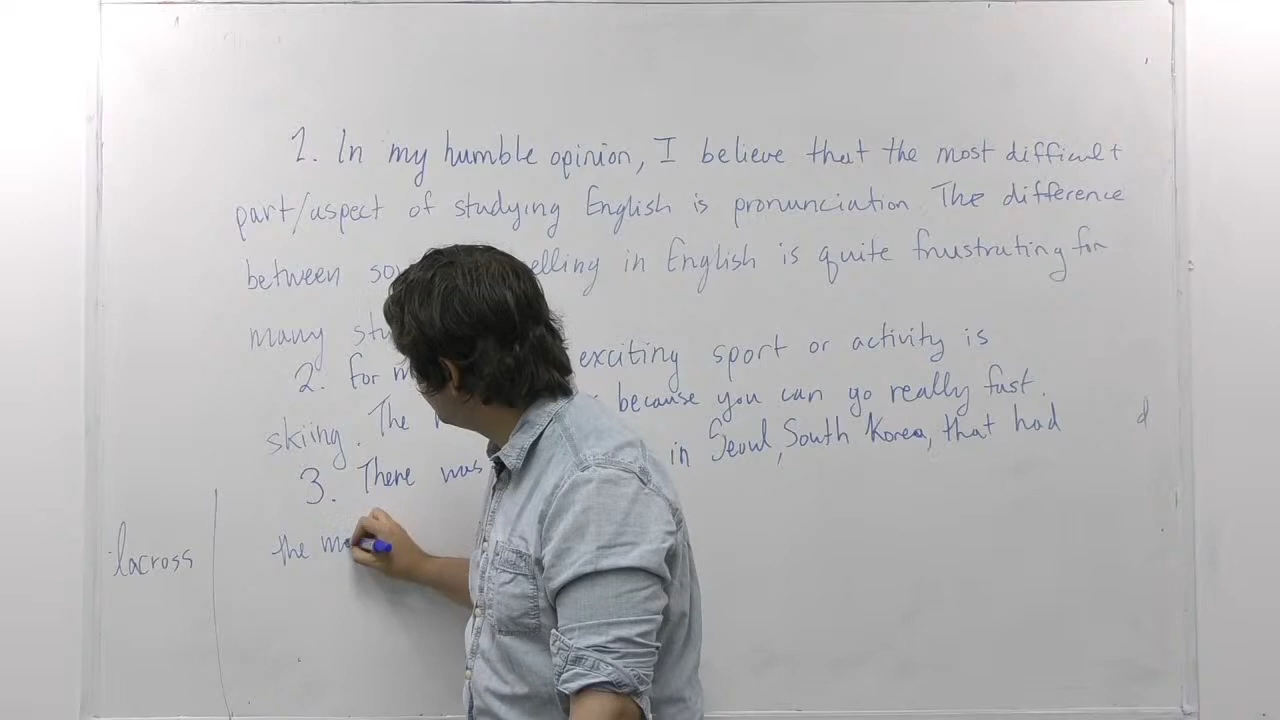 1. In my humble opinion, I believe that the most difficult
part/aspect of studying English is pronunciation The difference
between elling in English is quite frustrating for
many
2. For exciting sport or activity is
skiing. The because you can go really fast.
3. There was in Seoul, South Korea, that had
d
the
lacross